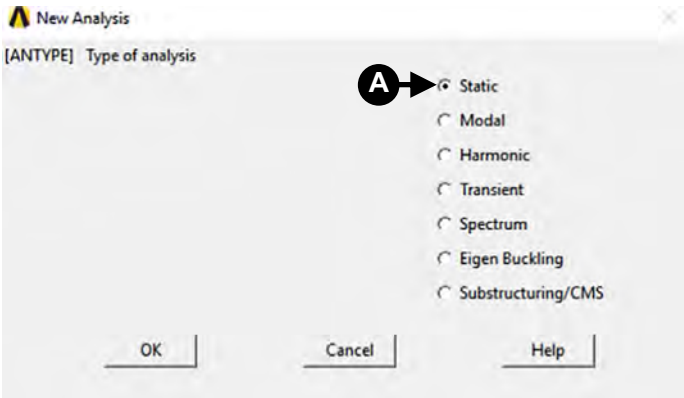 New Analysis
[ANTYPE] Type of analysis
A
Static
Modal
Harmonic
Transient
Spectrum
Eigen Buckling
Substructuring/CMS
OK Cancel Help